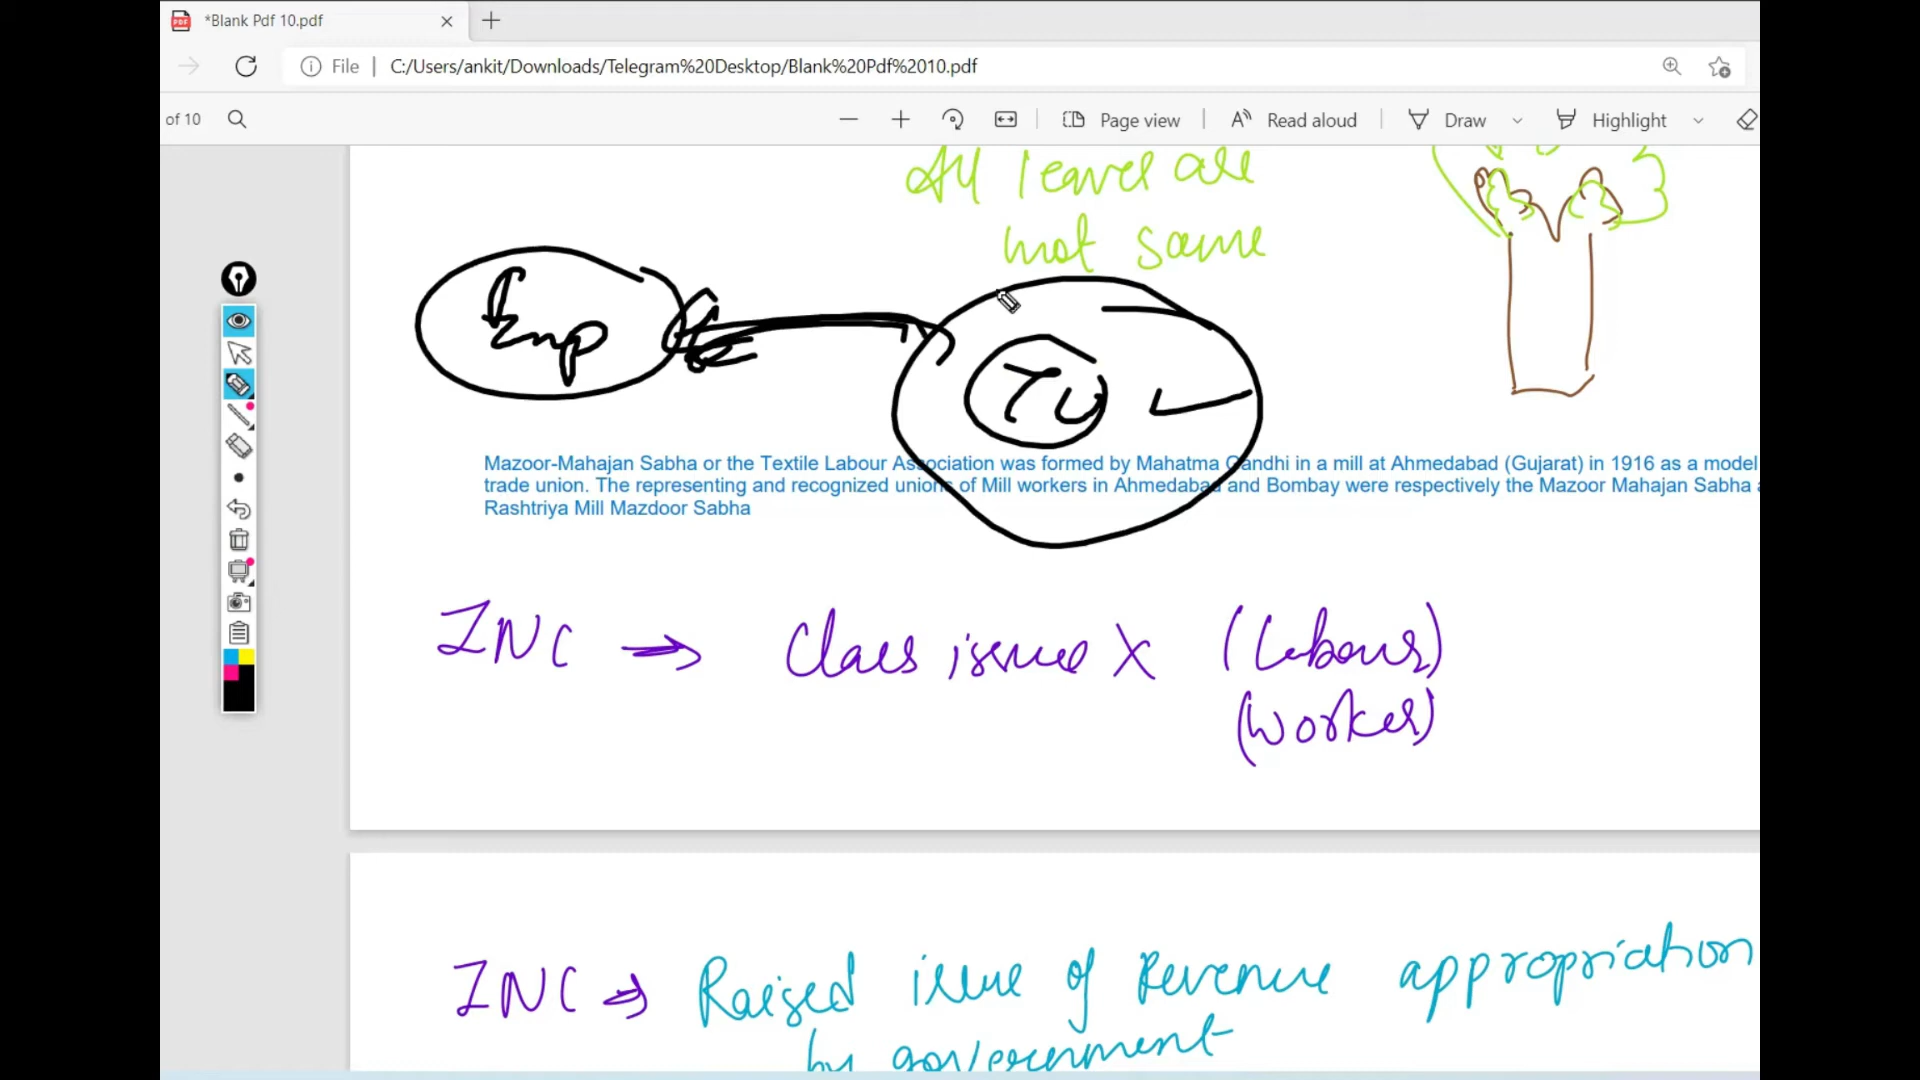 *Blank Pdf 10.pdf
File | C:/Users/ankit/Downloads/Telegram%20Desktop/Blank%20Pdf%2010.pdf
of 10
Page view
Read aloud
Draw
Highlight
All leaves are
not same
Emp
TU
Mazoor-Mahajan Sabha or the Textile Labour Association was formed by Mahatma Gandhi in a mill at Ahmedabad (Gujarat) in 1916 as a model
trade union. The representing and recognized unions of Mill workers in Ahmedabad and Bombay were respectively the Mazoor Mahajan Sabha a
Rashtriya Mill Mazdoor Sabha
INC → Class issue X (Labour)
(worker)
INC → Raised issue of Revenue appropriation
by government